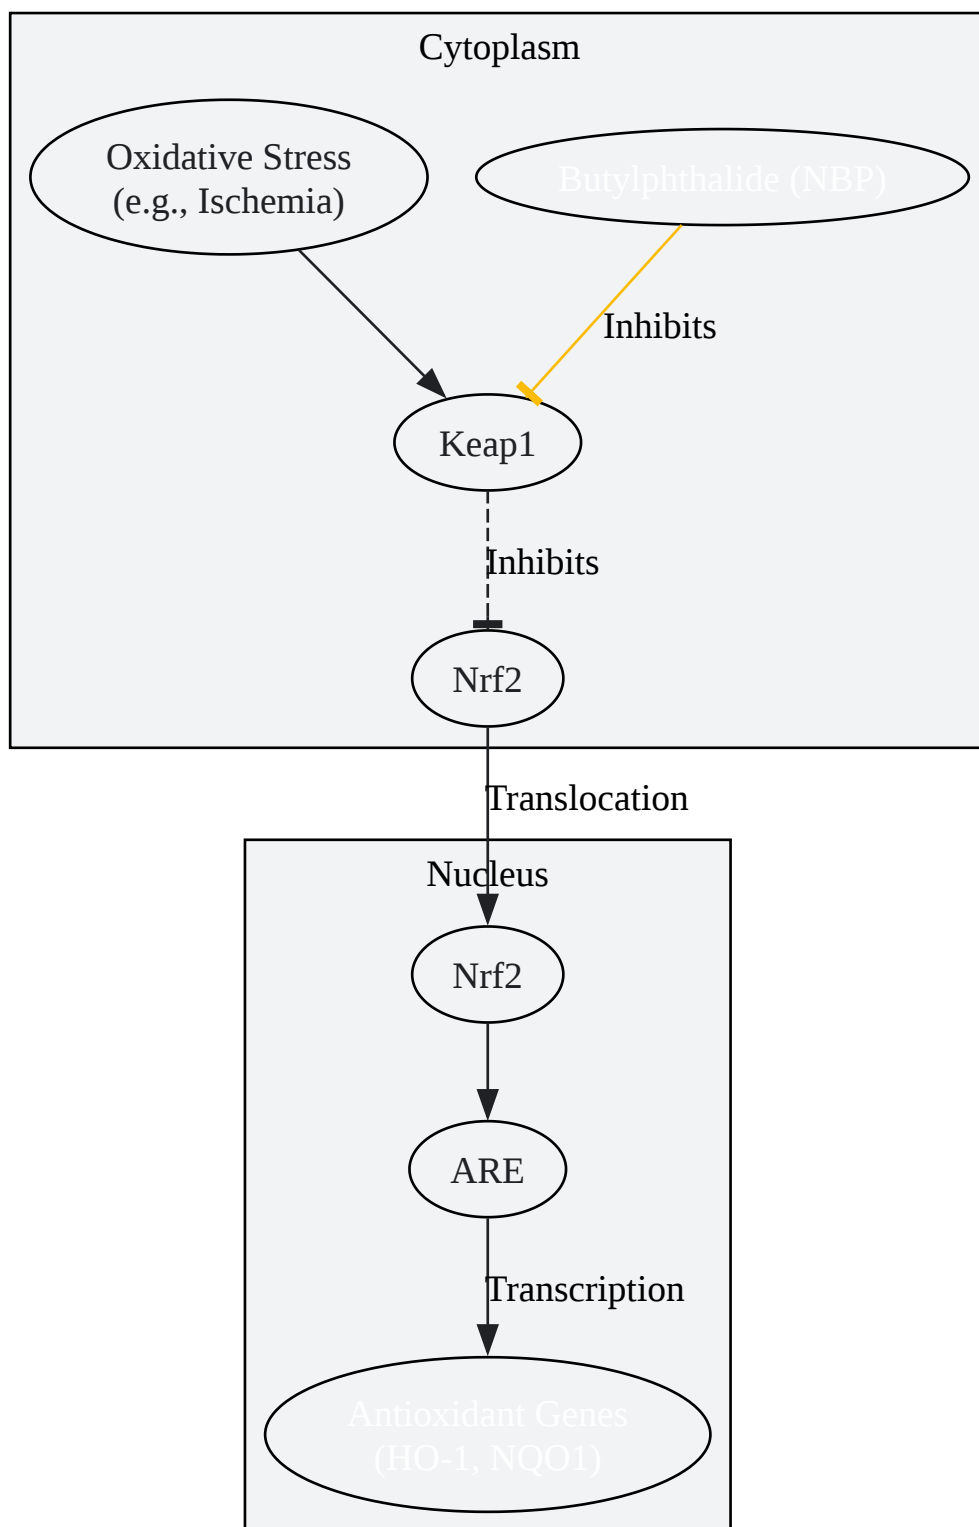 Cytoplasm
Oxidative Stress
(e.g., Ischemia)
Butylphthalide (NBP)
Inhibits
Keap1
Inhibits
Nrf2
Translocation
Nucleus
Nrf2
ARE
Transcription
Antioxidant Genes
(HO-1, NQO1)